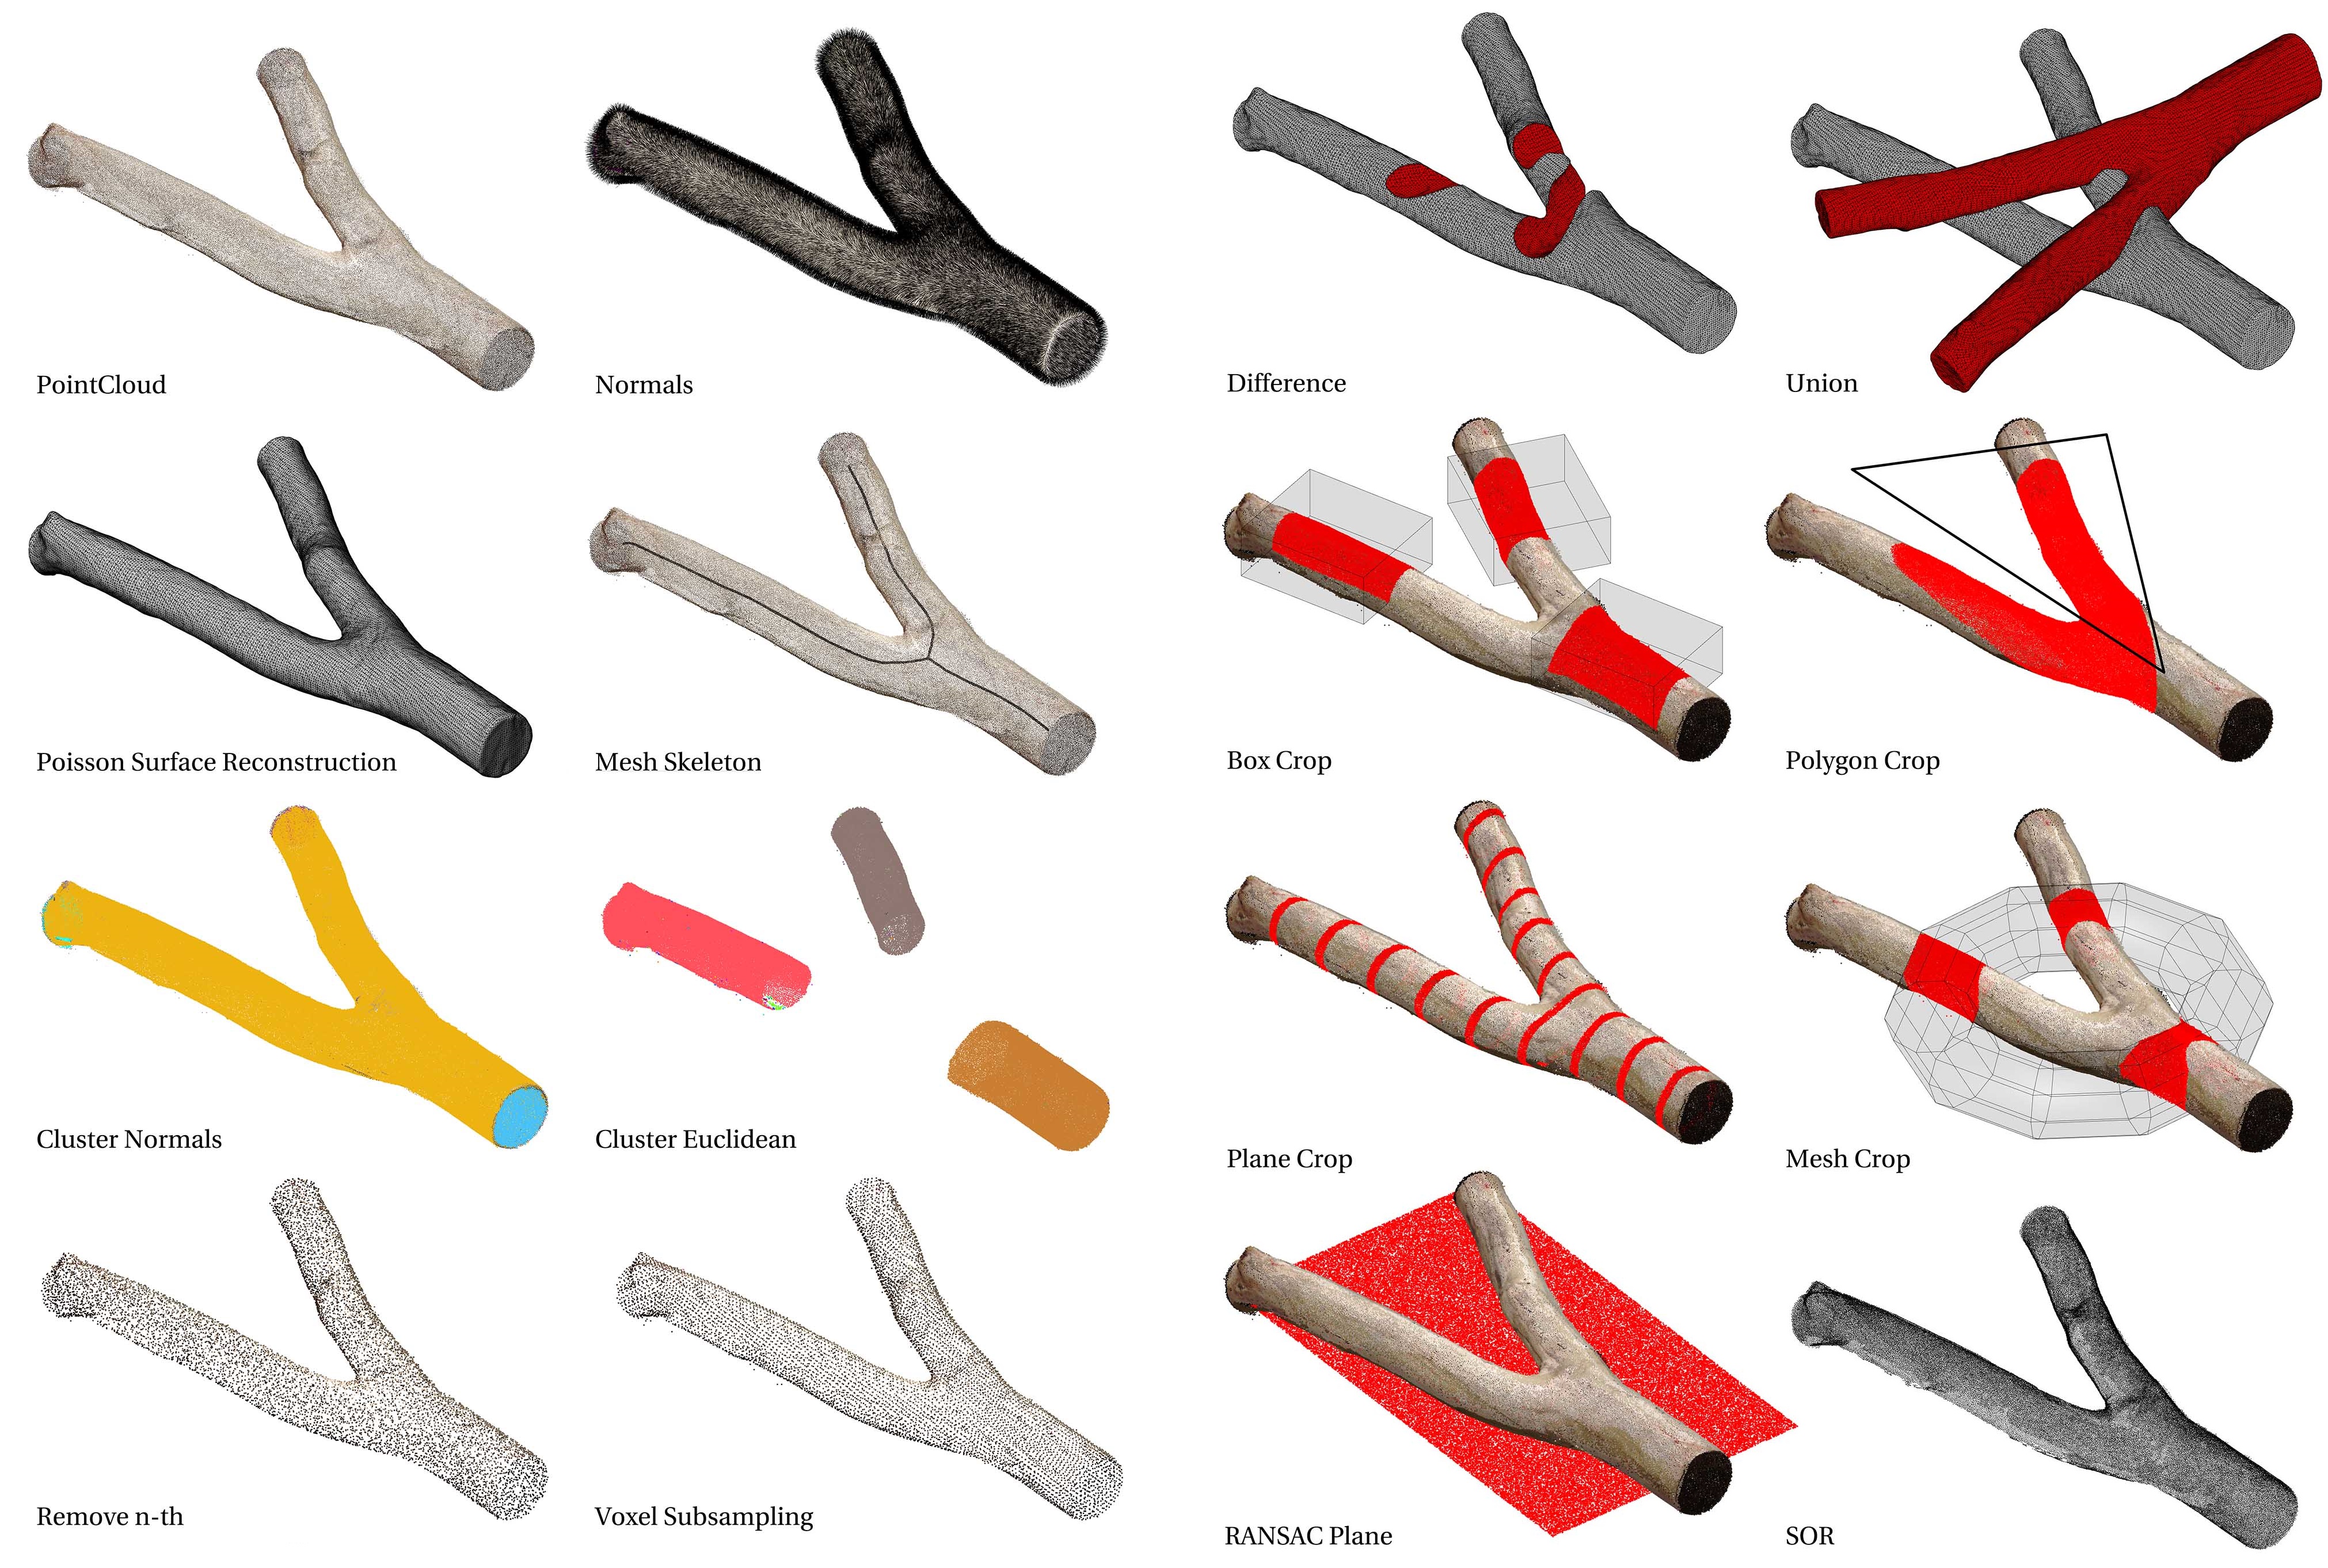 PointCloud
Normals
Difference
Union
Poisson Surface Reconstruction
Mesh Skeleton
Box Crop
Polygon Crop
Cluster Normals
Cluster Euclidean
Plane Crop
Mesh Crop
Remove n-th
Voxel Subsampling
RANSAC Plane
SOR